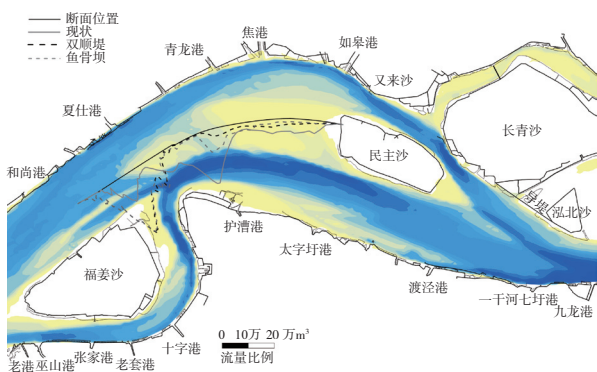 断面位置
现状
双顺堤
鱼骨坝
焦港
青龙港
如皋港
又来沙
夏仕港
长青沙
民主沙
和尚港
导堤
泓北沙
护漕港
太字圩港
福姜沙
渡泾港
一干河七圩港
九龙港
十字港
0 10万 20 万m³
流量比例
老港
巫山港
张家港
老套港